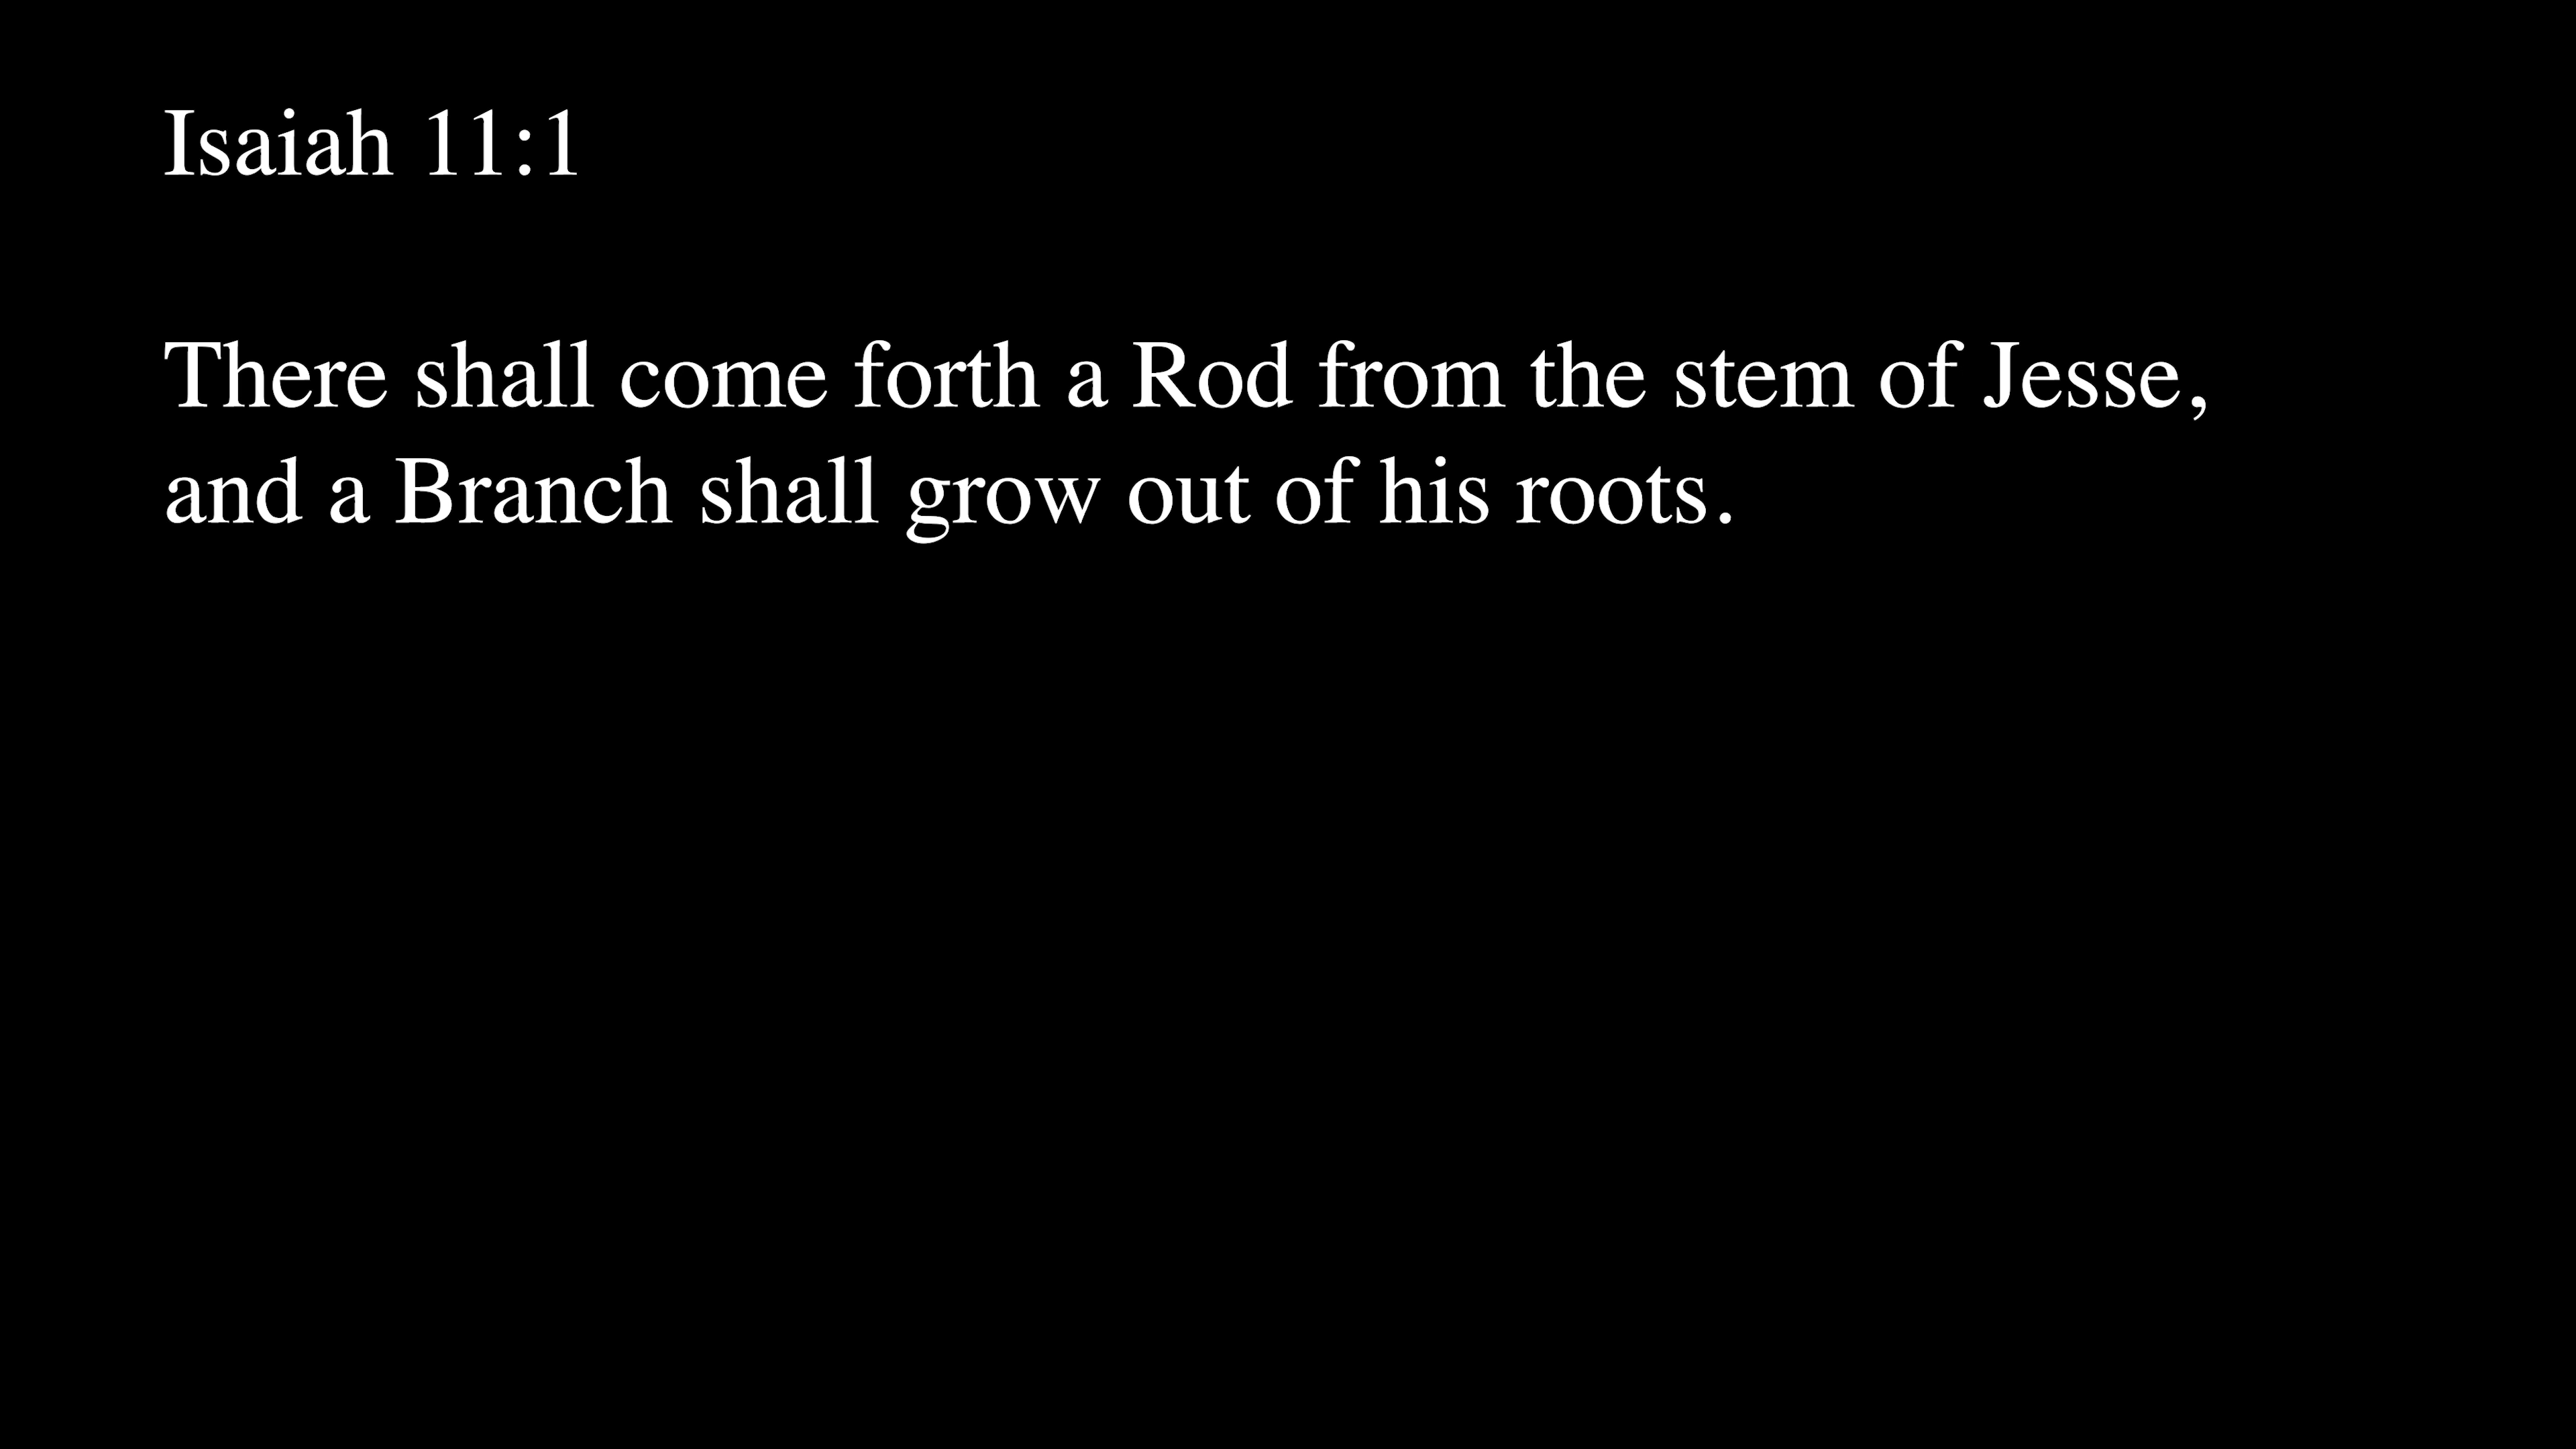 Isaiah 11:1
There shall come forth a Rod from the stem of Jesse,
and a Branch shall grow out of his roots.